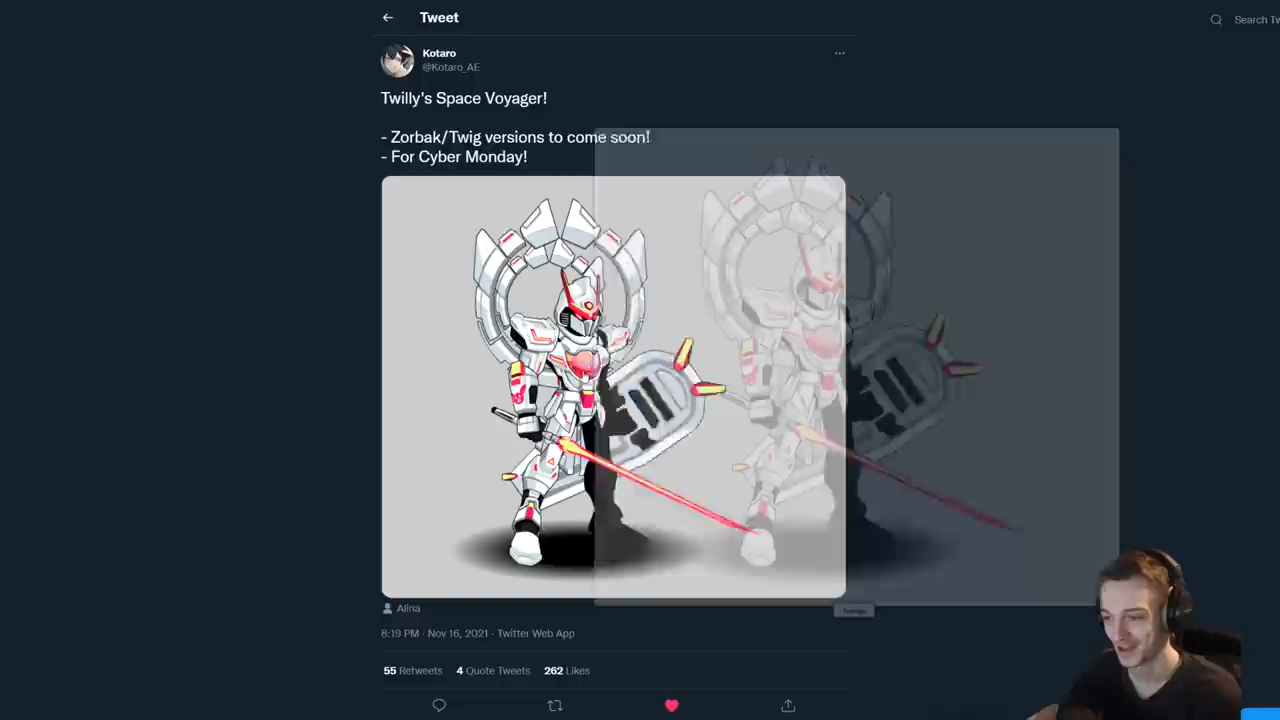 Tweet
Search Tw
Kotaro
@Kotaro_AE
Twilly's Space Voyager!
- Zorbak/Twig versions to come soon!
- For Cyber Monday!
Alina
8:19 PM · Nov 16, 2021 · Twitter Web App
55 Retweets 4 Quote Tweets 262 Likes